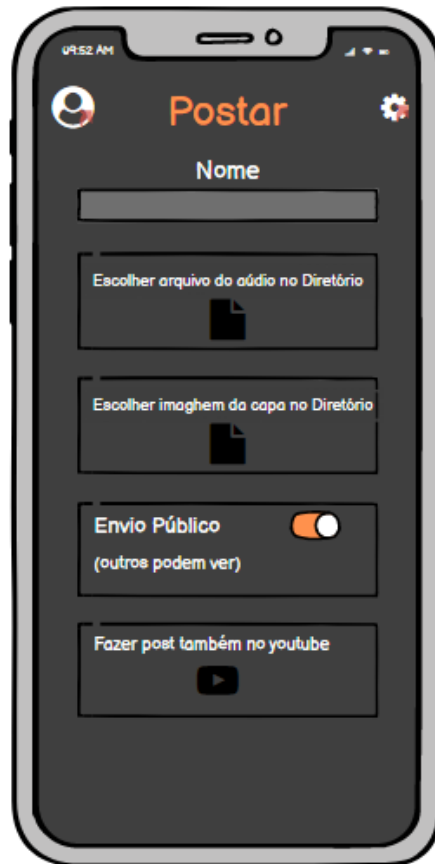 09:52 AM
Postar
Nome
Escolher arquivo do aúdio no Diretório
Escolher imaghem da capa no Diretório
Envio Público
(outros podem ver)
Fazer post também no youtube